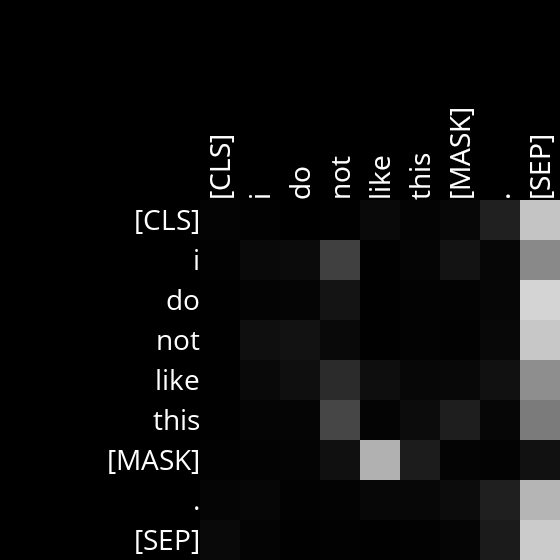 [CLS] i do not like this [MASK] . [SEP]
[CLS]
i
do
not
like
this
[MASK]
.
[SEP]